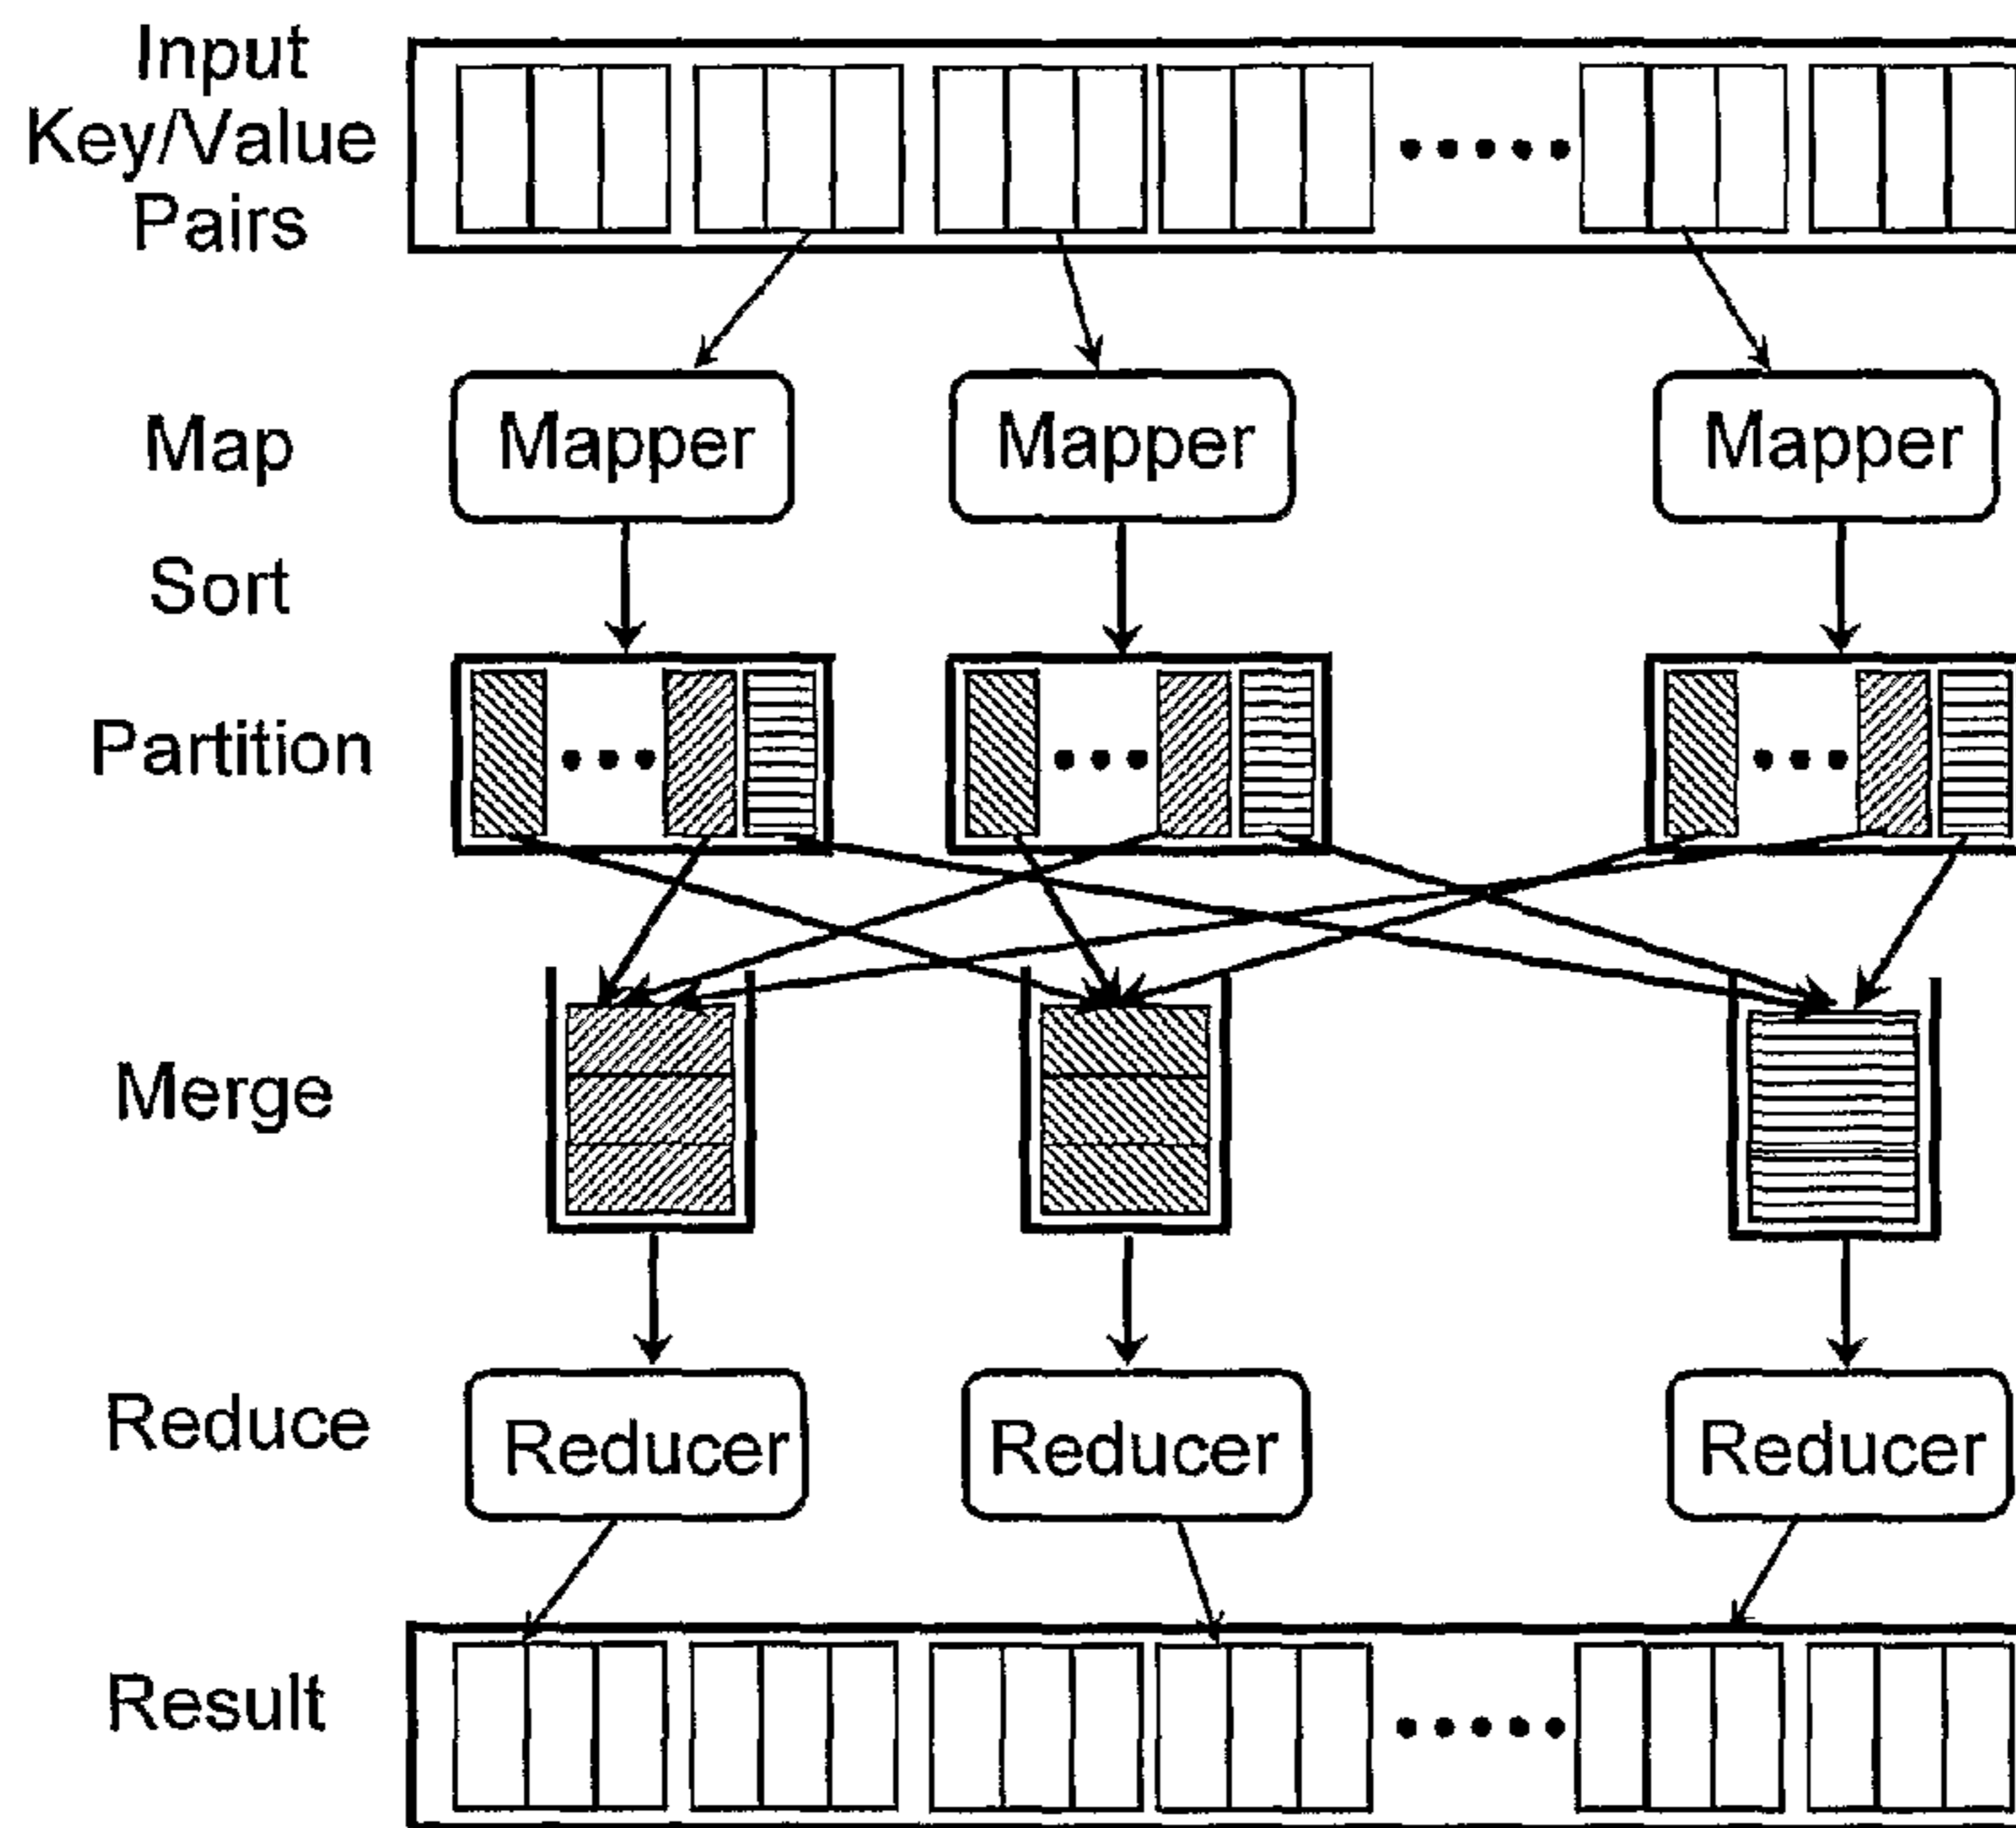 Input
Key/Value
Pairs
Map
Mapper
Mapper
Mapper
Sort
Partition
Merge
Reduce
Reducer
Reducer
Reducer
Result